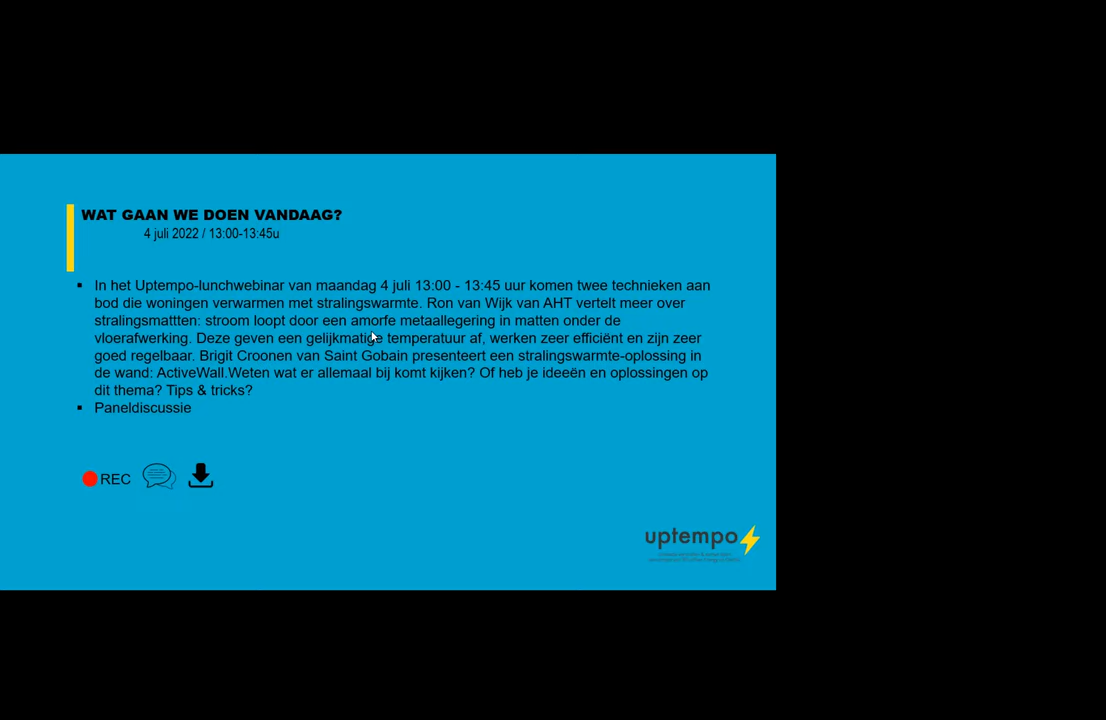 WAT GAAN WE DOEN VANDAAG?
4 juli 2022 / 13:00-13:45u
▪ In het Uptempo-lunchwebinar van maandag 4 juli 13:00 - 13:45 uur komen twee technieken aan
bod die woningen verwarmen met stralingswarmte. Ron van Wijk van AHT vertelt meer over
stralingsmattten: stroom loopt door een amorfe metaallegering in matten onder de
vloerafwerking. Deze geven een gelijkmatige temperatuur af, werken zeer efficiënt en zijn zeer
goed regelbaar. Brigit Croonen van Saint Gobain presenteert een stralingswarmte-oplossing in
de wand: ActiveWall.Weten wat er allemaal bij komt kijken? Of heb je ideeën en oplossingen op
dit thema? Tips & tricks?
▪ Paneldiscussie
REC
uptempo